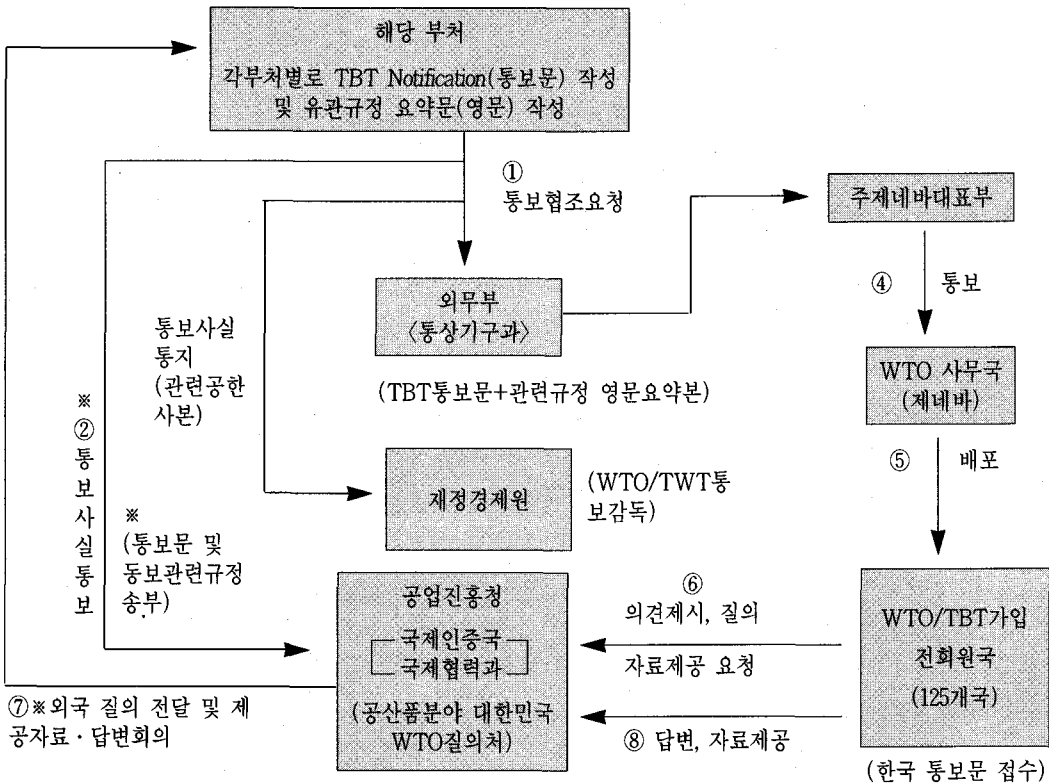 해당 부처
각부처별로 TBT Notification(통보문) 작성
및 유관규정 요약문(영문) 작성
①
통보협조요청
주제네바대표부
④ 통보
외무부
〈통상기구과〉
(TBT통보문+관련규정 영문요약본)
WTO 사무국
(제네바)
⑤ 배포
통보사실
통지
(관련공한
사본)
재정경제원
(WTO/TWT통
보감독)
※
②
통
보
사
실
통
보
※
(통보문 및
동보관련규정
송부)
공업진흥청
국제인증국
국제협력과
(공산품분야 대한민국
WTO질의처)
⑥
의견제시, 질의
자료제공 요청
WTO/TBT가입
전회원국
(125개국)
⑦※외국 질의 전달 및 제
공자료·답변회의
⑧ 답변, 자료제공
(한국 통보문 접수)